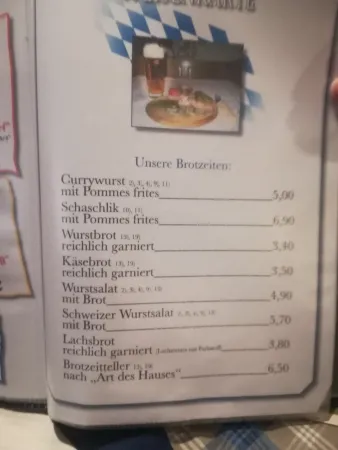 Unsere Brotzeiten:
Currywurst
mit Pommes frites 5,00
Schaschlik
mit Pommes frites 6,90
Wurstbrot
reichlich garniert 3,40
Käsebrot
reichlich garniert 3,50
Wurstsalat
mit Brot 4,90
Schweizer Wurstsalat
mit Brot 5,70
Lachsbrot
reichlich garniert 3,80
Brotzeitteller
nach „Art des Hauses“ 6,50